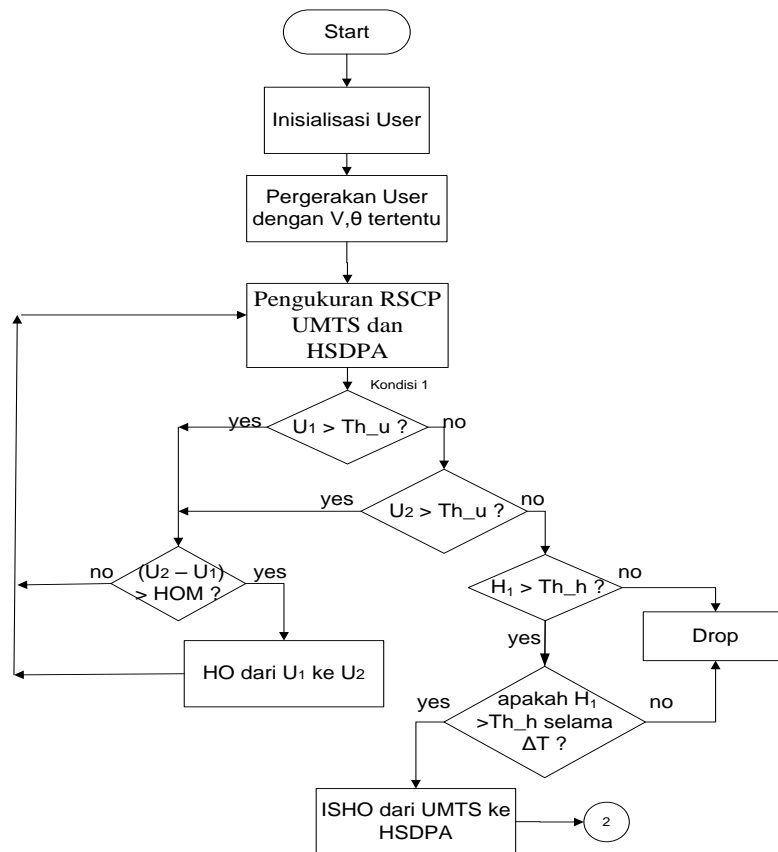 Start
Inisialisasi User
Pergerakan User
dengan V,θ tertentu
Pengukuran RSCP
UMTS dan
HSDPA
Kondisi 1
yes
U₁ > Th_u ?
no
yes
U₂ > Th_u ?
no
no
(U₂ – U₁)
> HOM ?
yes
H₁ > Th_h ?
no
yes
Drop
HO dari U₁ ke U₂
yes
apakah H₁
>Th_h selama
ΔT ?
no
ISHO dari UMTS ke
HSDPA
2